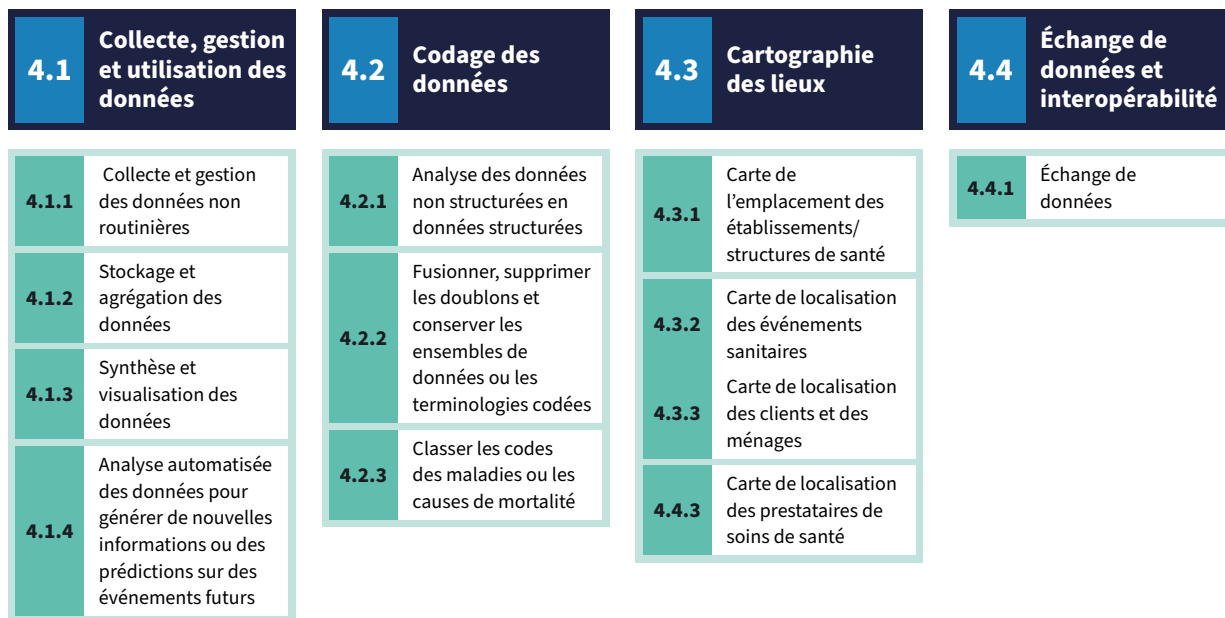 4.1
Collecte, gestion
et utilisation des
données
4.1.1
Collecte et gestion
des données non
routinières
4.1.2
Stockage et
agrégation des
données
4.1.3
Synthèse et
visualisation des
données
4.1.4
Analyse automatisée
des données pour
générer de nouvelles
informations ou des
prédictions sur des
événements futurs
4.2
Codage des
données
4.2.1
Analyse des données
non structurées en
données structurées
4.2.2
Fusionner, supprimer
les doublons et
conserver les
ensembles de
données ou les
terminologies codées
4.2.3
Classer les codes
des maladies ou les
causes de mortalité
4.3
Cartographie
des lieux
4.3.1
Carte de
l’emplacement des
établissements/
structures de santé
4.3.2
Carte de localisation
des événements
sanitaires
4.3.3
Carte de localisation
des clients et des
ménages
4.4.3
Carte de localisation
des prestataires de
soins de santé
4.4
Échange de
données et
interopérabilité
4.4.1
Échange de
données